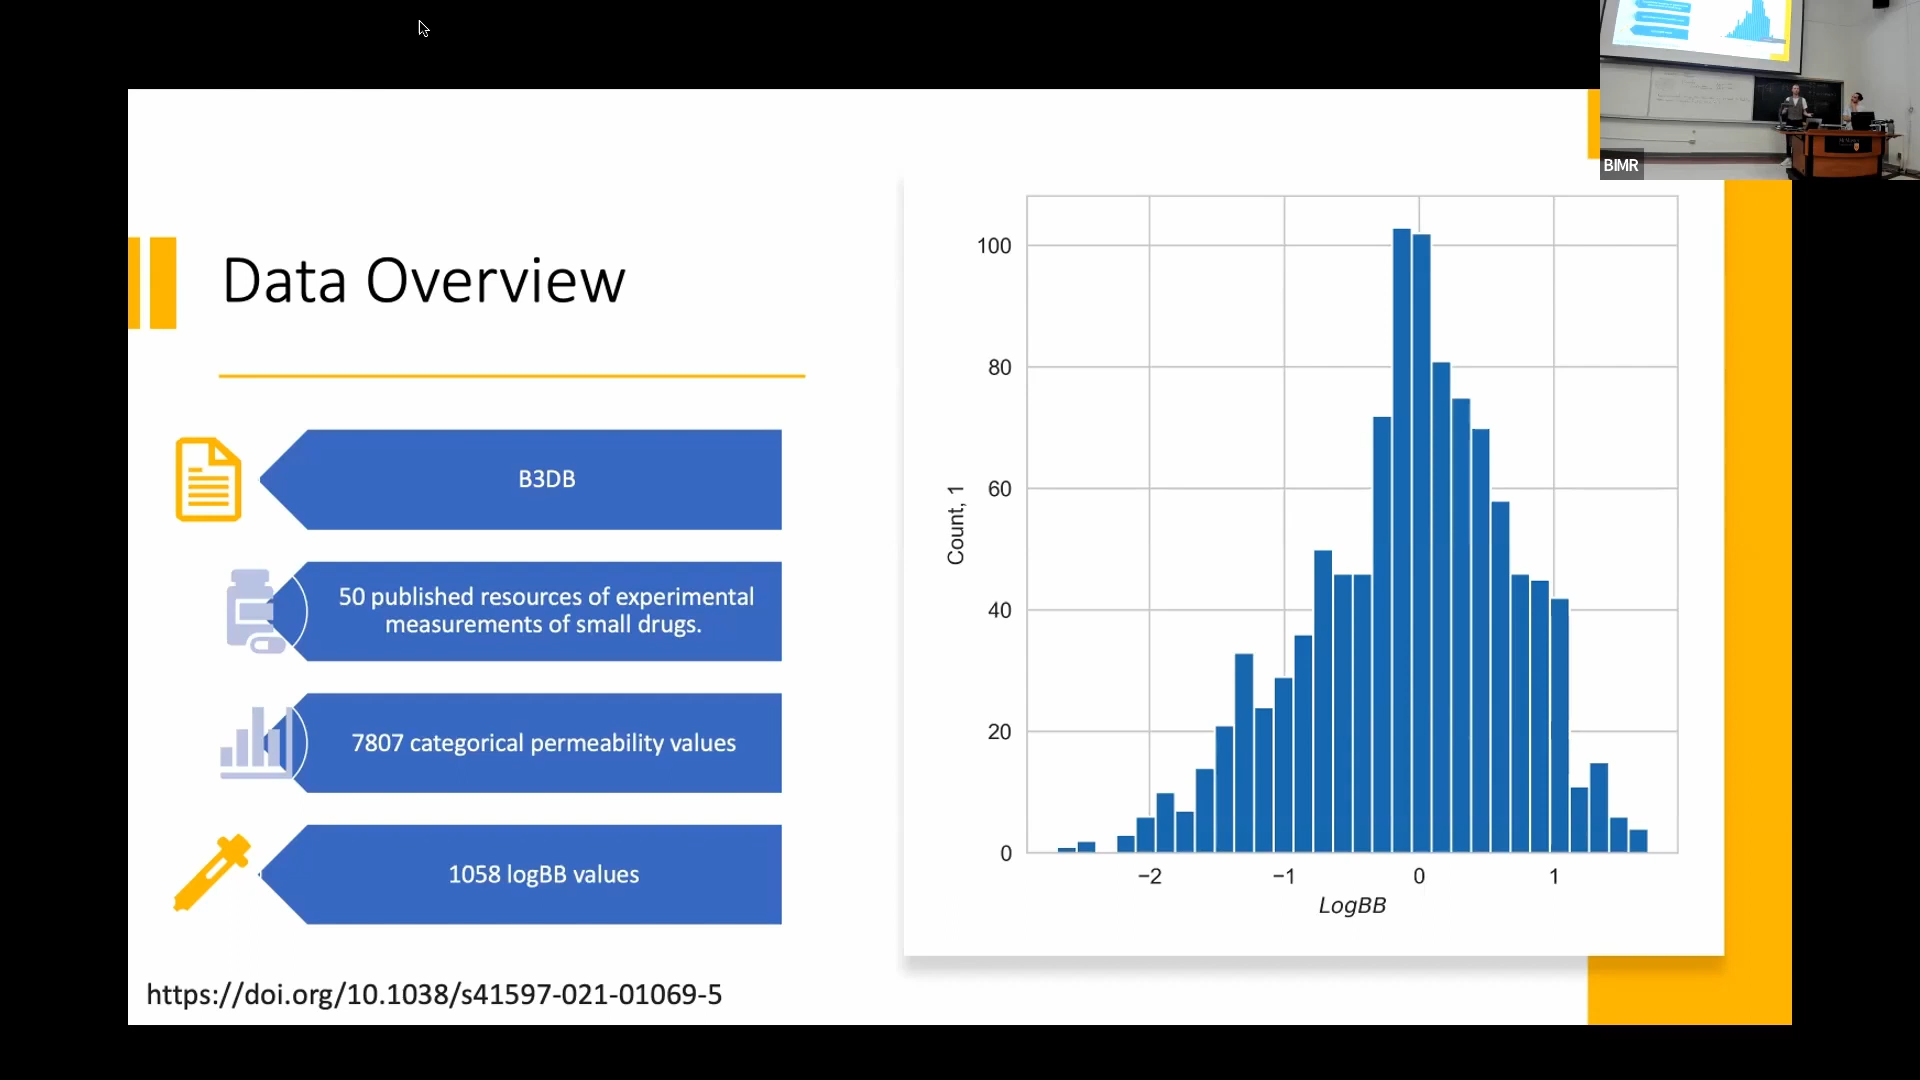 BIMR
Data Overview
B3DB
50 published resources of experimental
measurements of small drugs.
7807 categorical permeability values
1058 logBB values
https://doi.org/10.1038/s41597-021-01069-5
Count, 1
100
80
60
40
20
0
−2
−1
0
1
LogBB